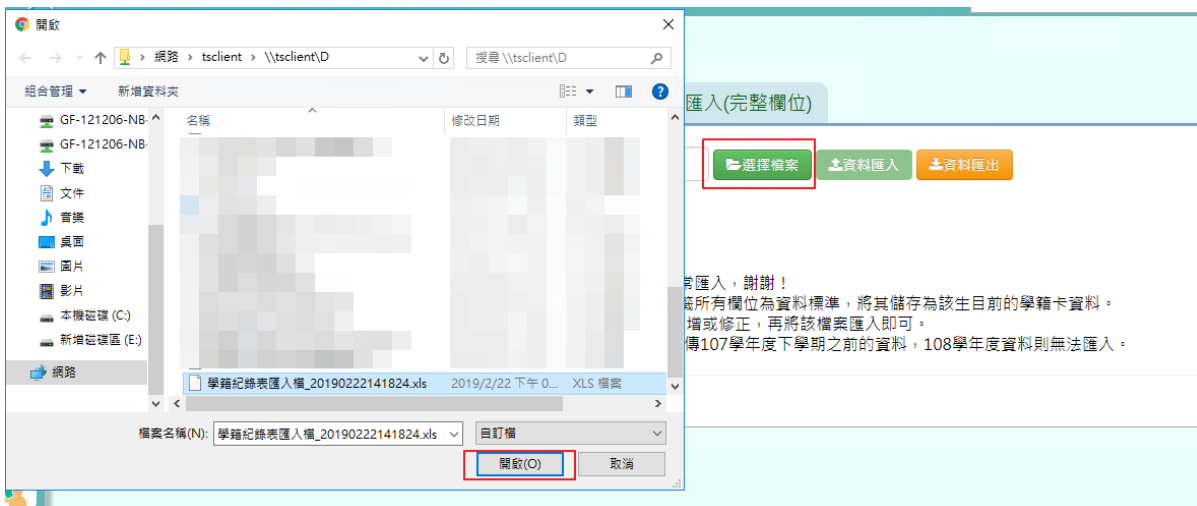 開啟
網路 › tsclient › \\tsclient\D
搜尋 \\tsclient\D
組合管理
新增資料夾
GF-121206-NB-
GF-121206-NB-
下載
文件
音樂
桌面
圖片
影片
本機磁碟 (C:)
新增磁碟區 (E:)
網路
名稱
修改日期
類型
學籍紀錄表匯入檔_20190222141824.xls
2019/2/22 下午 0...
XLS 檔案
檔案名稱(N):
學籍紀錄表匯入檔_20190222141824.xls
自訂檔
開啟(O)
取消
匯入(完整欄位)
選擇檔案
資料匯入
資料匯出
常匯入，謝謝！
所有欄位為資料標準，將其儲存為該生目前的學籍卡資料。
增或修正，再將該檔案匯入即可。
傳107學年度下學期之前的資料，108學年度資料則無法匯入。